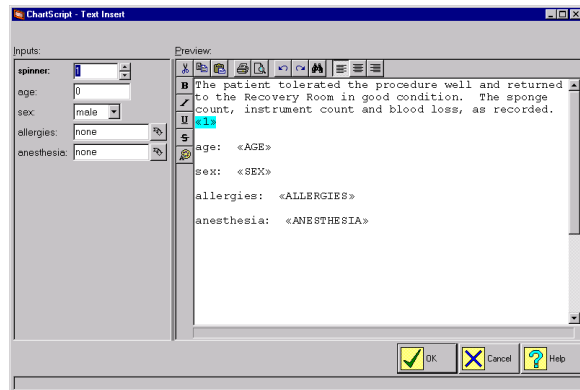 ChartScript - Text Insert
Inputs:
spinner: 1
age: 0
sex: male
allergies: none
anesthesia: none
Preview:
B
I
U
S
The patient tolerated the procedure well and returned
to the Recovery Room in good condition. The sponge
count, instrument count and blood loss, as recorded.
«1»
age: «AGE»
sex: «SEX»
allergies: «ALLERGIES»
anesthesia: «ANESTHESIA»
OK
Cancel
Help